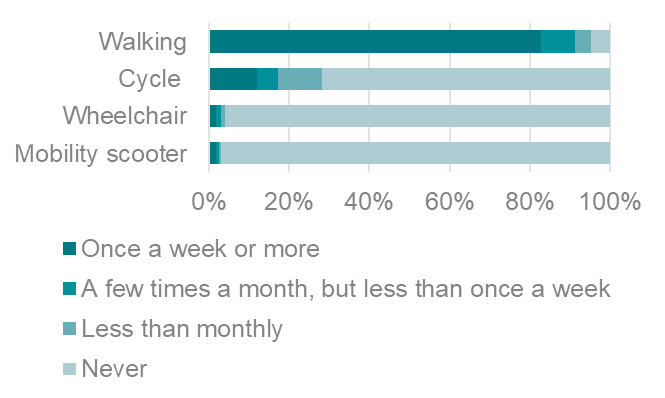 Walking
Cycle
Wheelchair
Mobility scooter
0% 20% 40% 60% 80% 100%
Once a week or more
A few times a month, but less than once a week
Less than monthly
Never